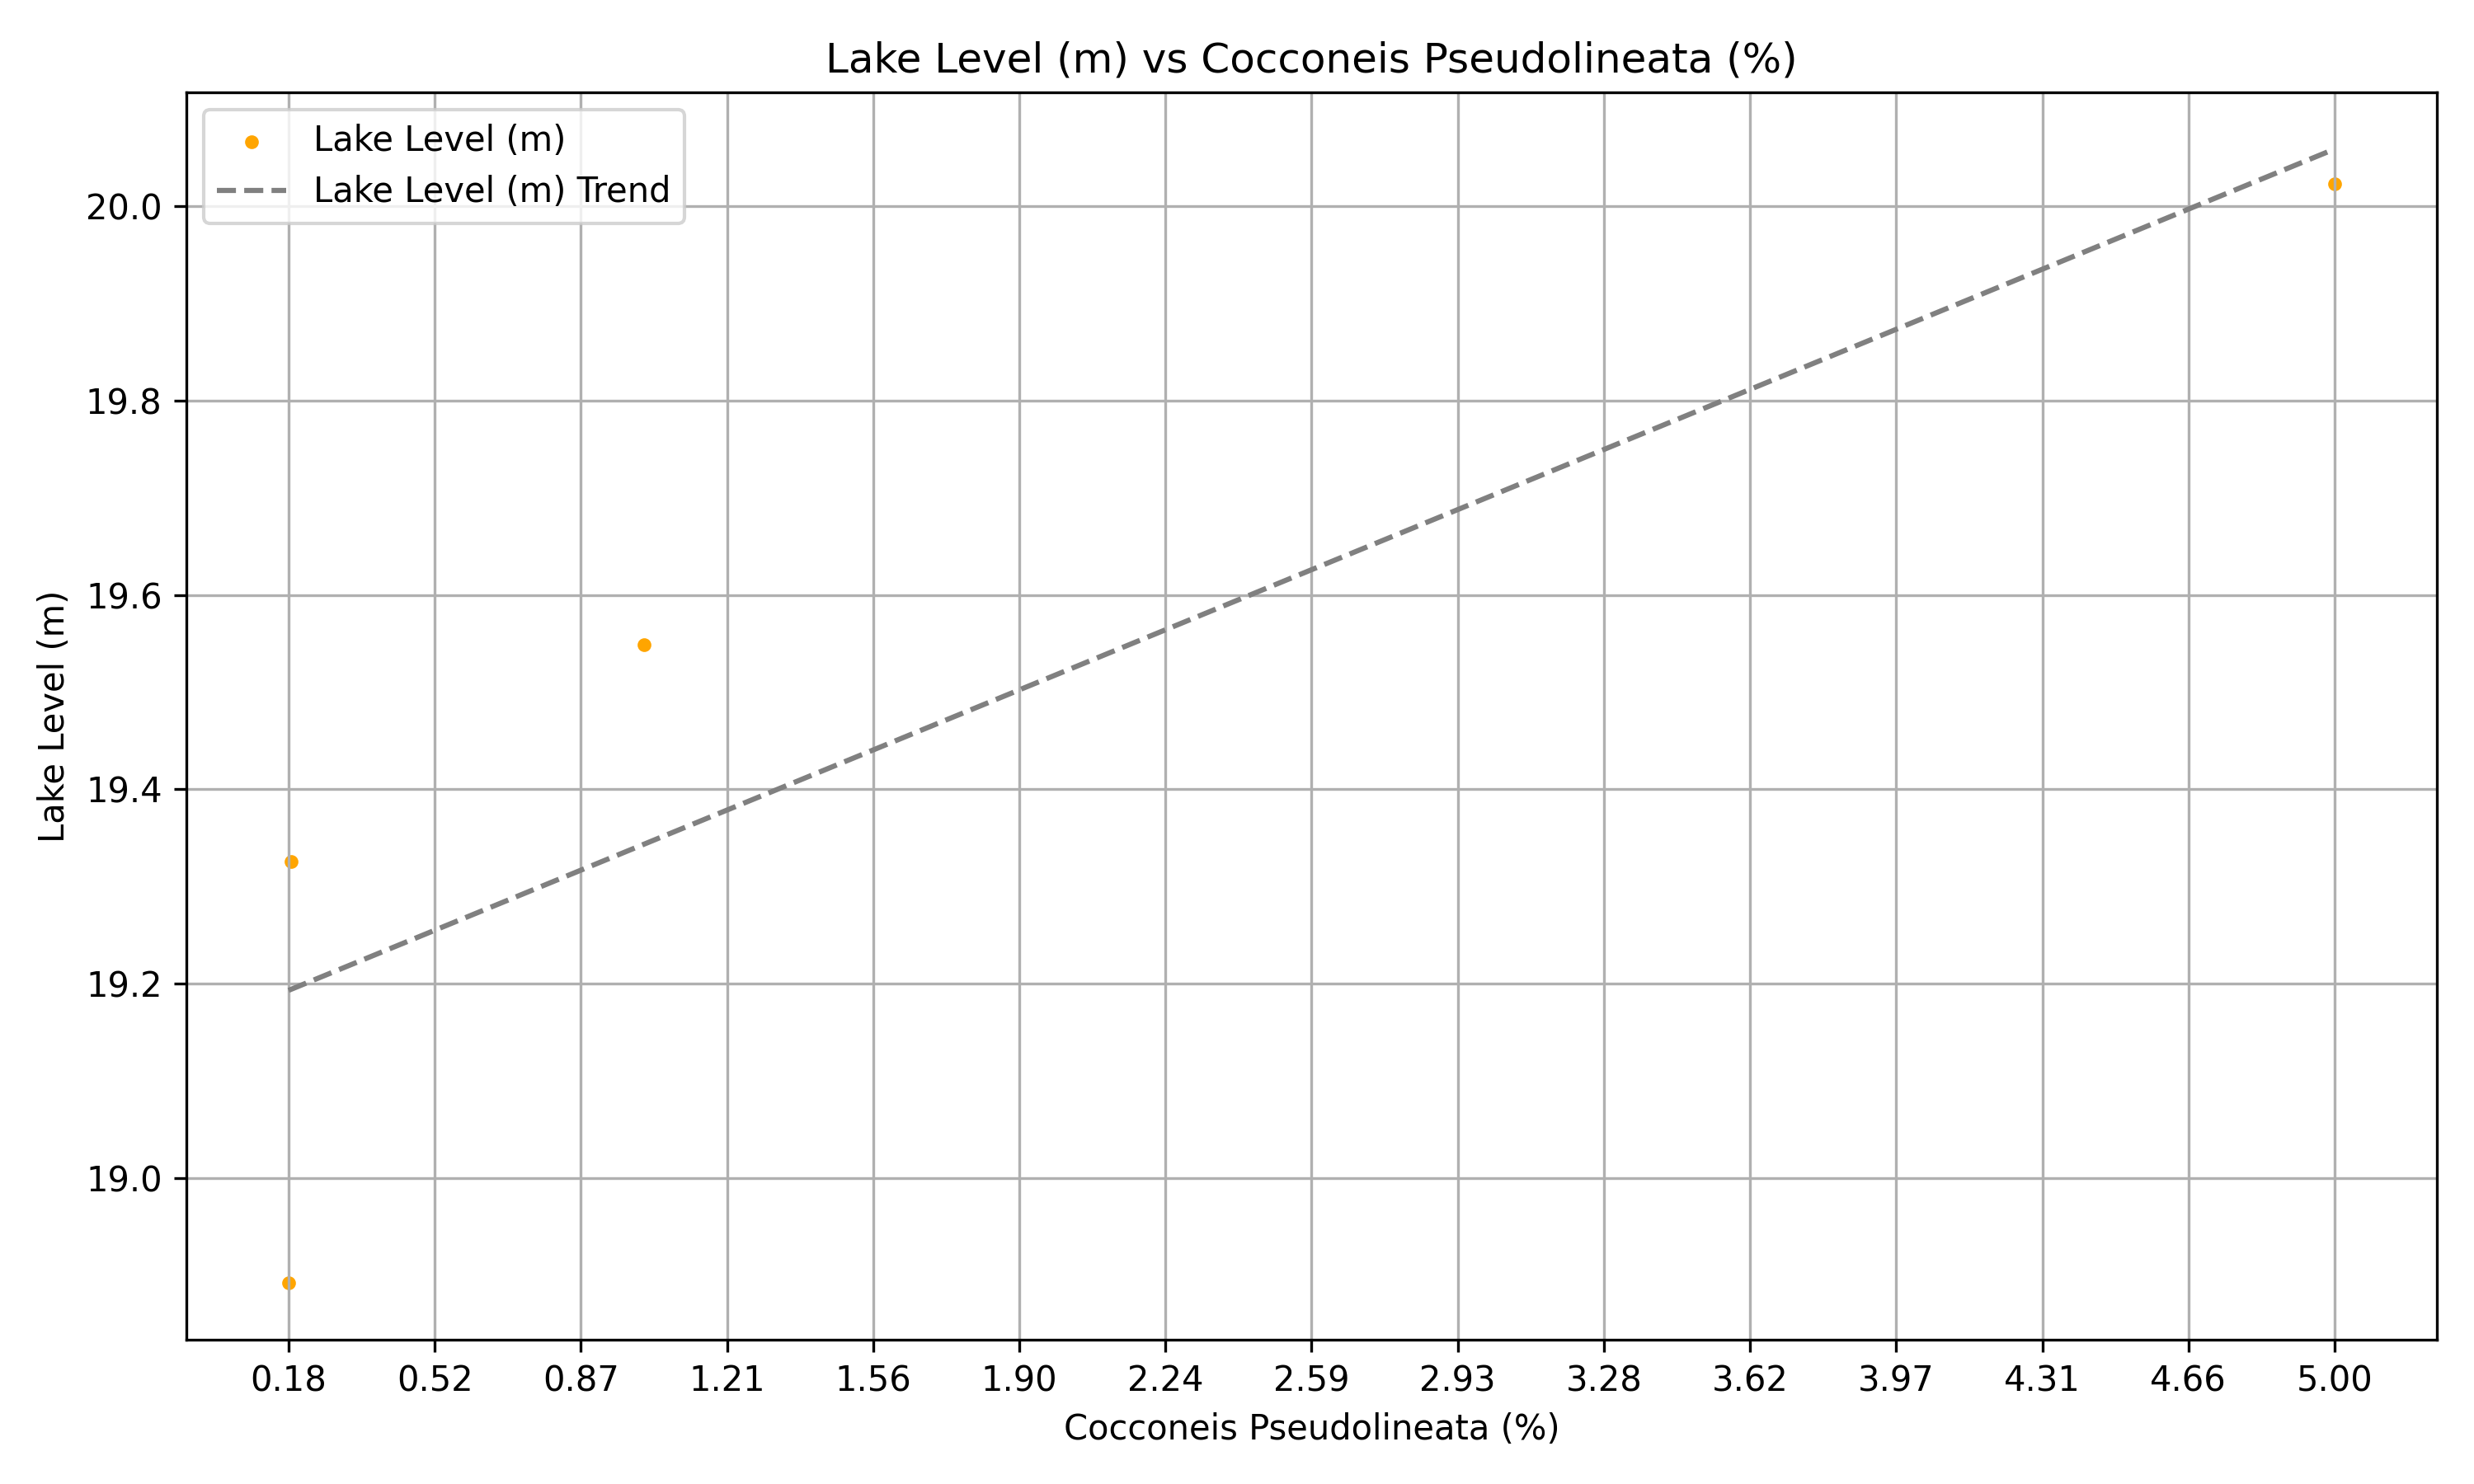 Lake Level (m) vs Cocconeis Pseudolineata (%)
Lake Level (m)
Lake Level (m) Trend
Lake Level (m)
20.0
19.8
19.6
19.4
19.2
19.0
0.18 0.52 0.87 1.21 1.56 1.90 2.24 2.59 2.93 3.28 3.62 3.97 4.31 4.66 5.00
Cocconeis Pseudolineata (%)